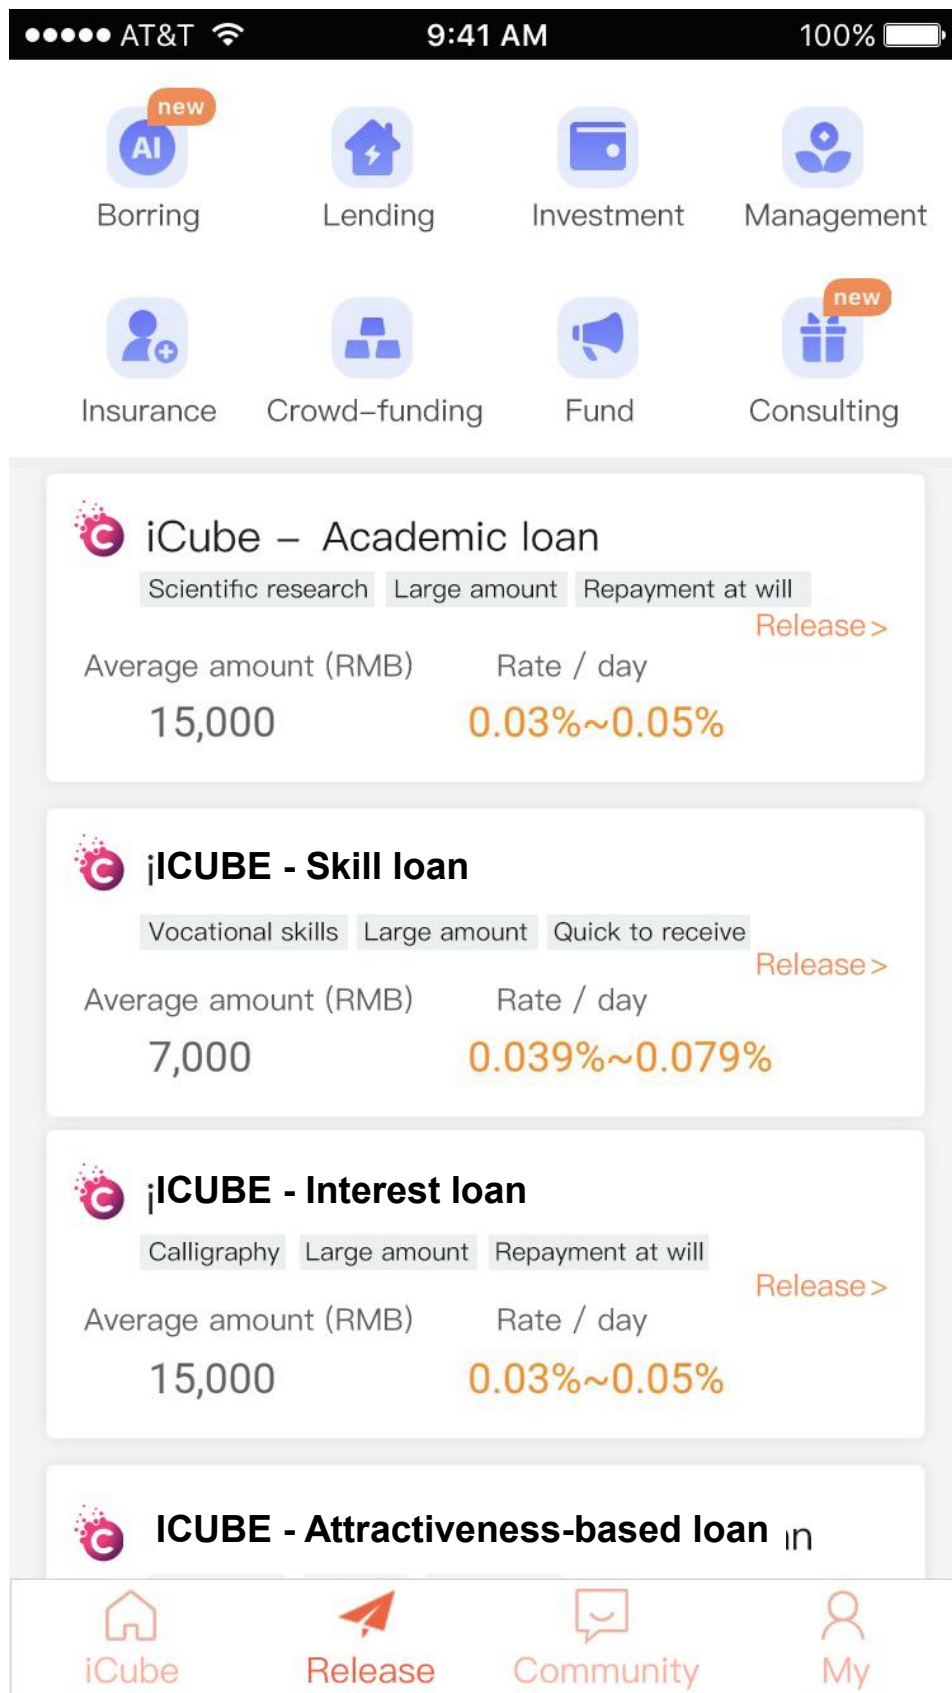 AT&T 9:41 AM 100%
new
AI
Borring Lending Investment Management
new
Insurance Crowd-funding Fund Consulting
iCube – Academic loan
Scientific research Large amount Repayment at will
Release >
Average amount (RMB) Rate / day
15,000 0.03%~0.05%
ICUBE - Skill loan
Vocational skills Large amount Quick to receive
Release >
Average amount (RMB) Rate / day
7,000 0.039%~0.079%
ICUBE - Interest loan
Calligraphy Large amount Repayment at will
Release >
Average amount (RMB) Rate / day
15,000 0.03%~0.05%
ICUBE - Attractiveness-based loan
iCube Release Community My